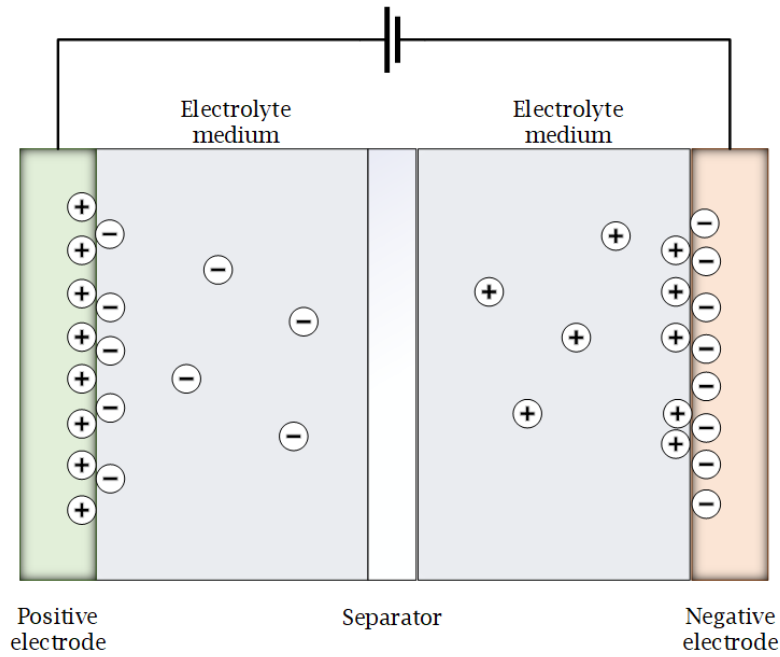 Electrolyte
medium
Electrolyte
medium
Positive
electrode
Separator
Negative
electrode